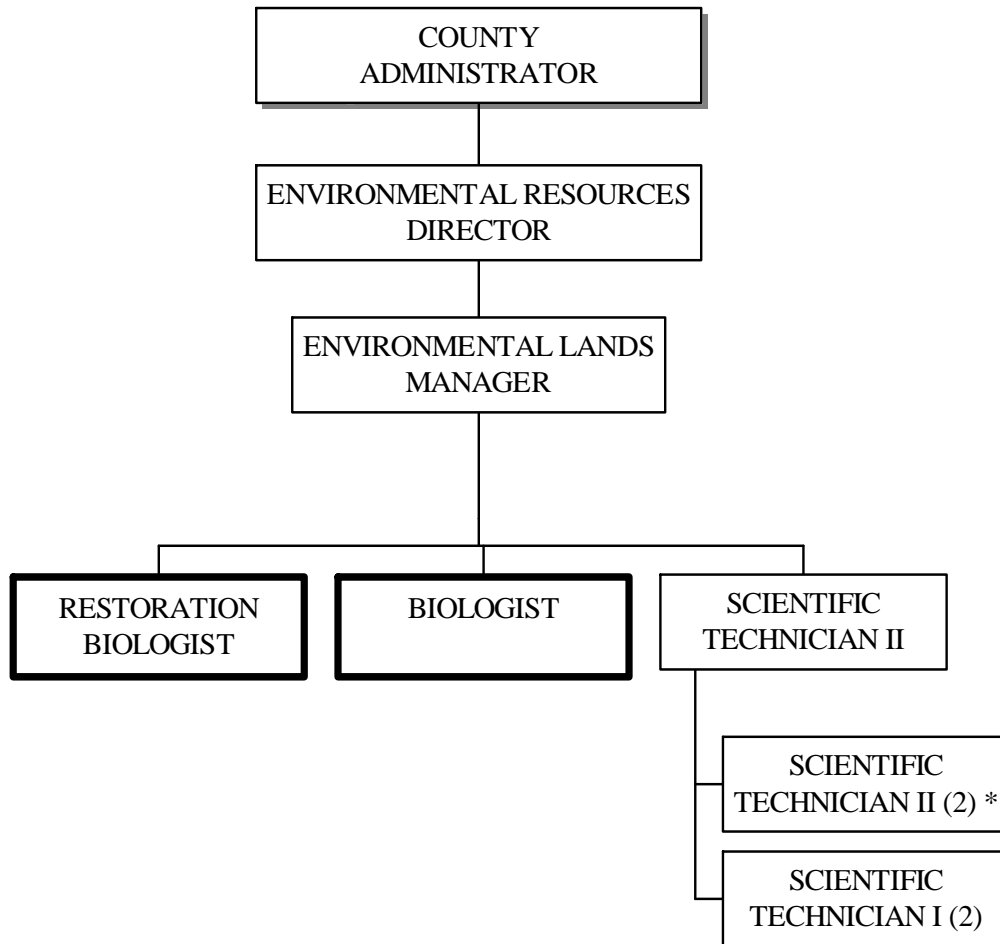 COUNTY
ADMINISTRATOR
ENVIRONMENTAL RESOURCES
DIRECTOR
ENVIRONMENTAL LANDS
MANAGER
RESTORATION
BIOLOGIST
BIOLOGIST
SCIENTIFIC
TECHNICIAN II
SCIENTIFIC
TECHNICIAN II (2) *
SCIENTIFIC
TECHNICIAN I (2)